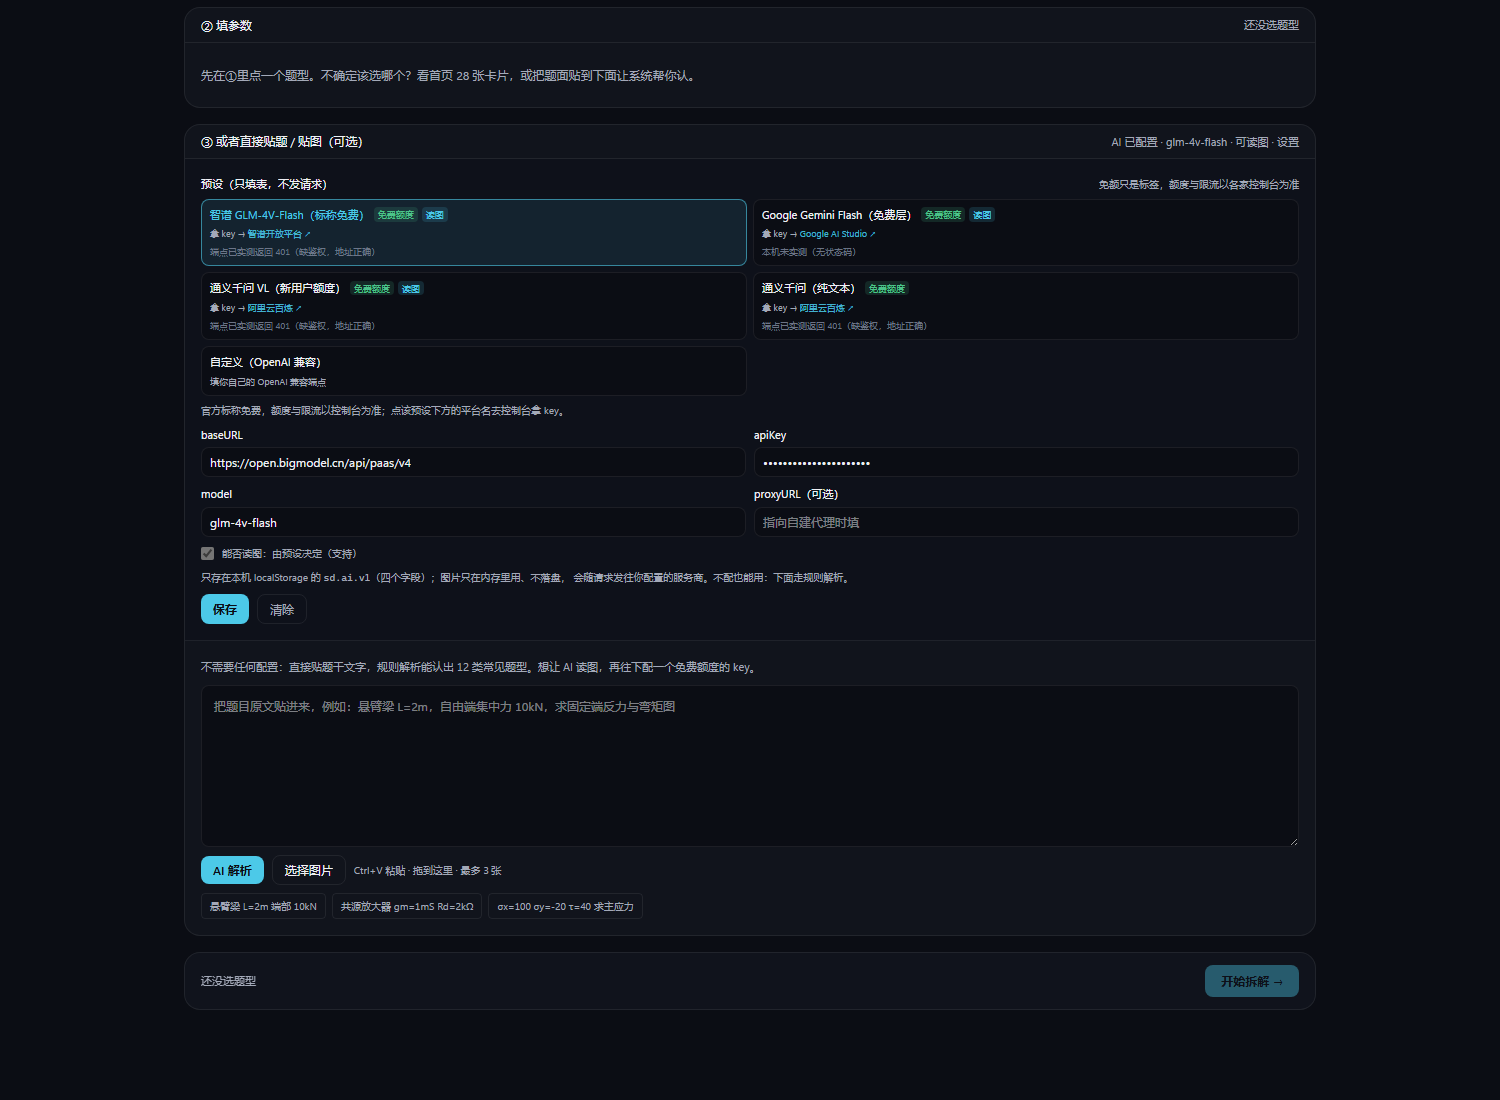 ② 填参数
还没选题型
先在①里点一个题型。不确定该选哪个？看首页 28 张卡片，或把题面贴到下面让系统帮你认。
③ 或者直接贴题 / 贴图（可选）
AI 已配置 · glm-4v-flash · 可读图 · 设置
预设（只填表，不发请求）
免额只是标签，额度与限流以各家控制台为准
智谱 GLM-4V-Flash（标称免费） 免费额度 读图
拿 key → 智谱开放平台 ↗
端点已实测返回 401（缺鉴权，地址正确）
Google Gemini Flash（免费层） 免费额度 读图
拿 key → Google AI Studio ↗
本机未实测（无状态码）
通义千问 VL（新用户额度） 免费额度 读图
拿 key → 阿里云百炼 ↗
端点已实测返回 401（缺鉴权，地址正确）
通义千问（纯文本） 免费额度
拿 key → 阿里云百炼 ↗
端点已实测返回 401（缺鉴权，地址正确）
自定义（OpenAI 兼容）
填你自己的 OpenAI 兼容端点
官方标称免费，额度与限流以控制台为准；点该预设下方的平台名去控制台拿 key。
baseURL
https://open.bigmodel.cn/api/paas/v4
apiKey
••••••••••••••••••••••
model
glm-4v-flash
proxyURL（可选）
指向自建代理时填
能否读图：由预设决定（支持）
只存在本机 localStorage 的 sd.ai.v1（四个字段）；图片只在内存里用、不落盘， 会随请求发往你配置的服务商。不配也能用：下面走规则解析。
保存
清除
不需要任何配置：直接贴题干文字，规则解析能认出 12 类常见题型。想让 AI 读图，再往下配一个免费额度的 key。
把题目原文贴进来，例如：悬臂梁 L=2m，自由端集中力 10kN，求固定端反力与弯矩图
AI 解析
选择图片
Ctrl+V 粘贴 · 拖到这里 · 最多 3 张
悬臂梁 L=2m 端部 10kN
共源放大器 gm=1mS Rd=2kΩ
σx=100 σy=-20 τ=40 求主应力
还没选题型
开始拆解 →